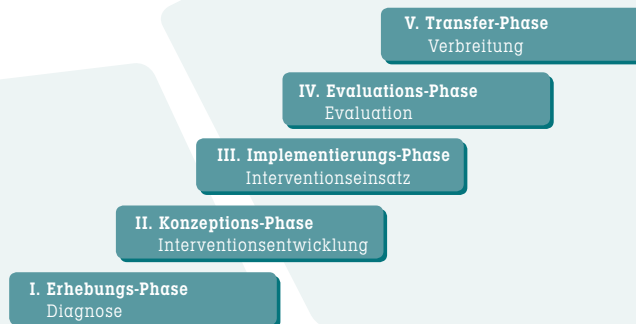 V. Transfer-Phase
Verbreitung
IV. Evaluations-Phase
Evaluation
III. Implementierungs-Phase
Interventionseinsatz
II. Konzeptions-Phase
Interventionsentwicklung
I. Erhebungs-Phase
Diagnose